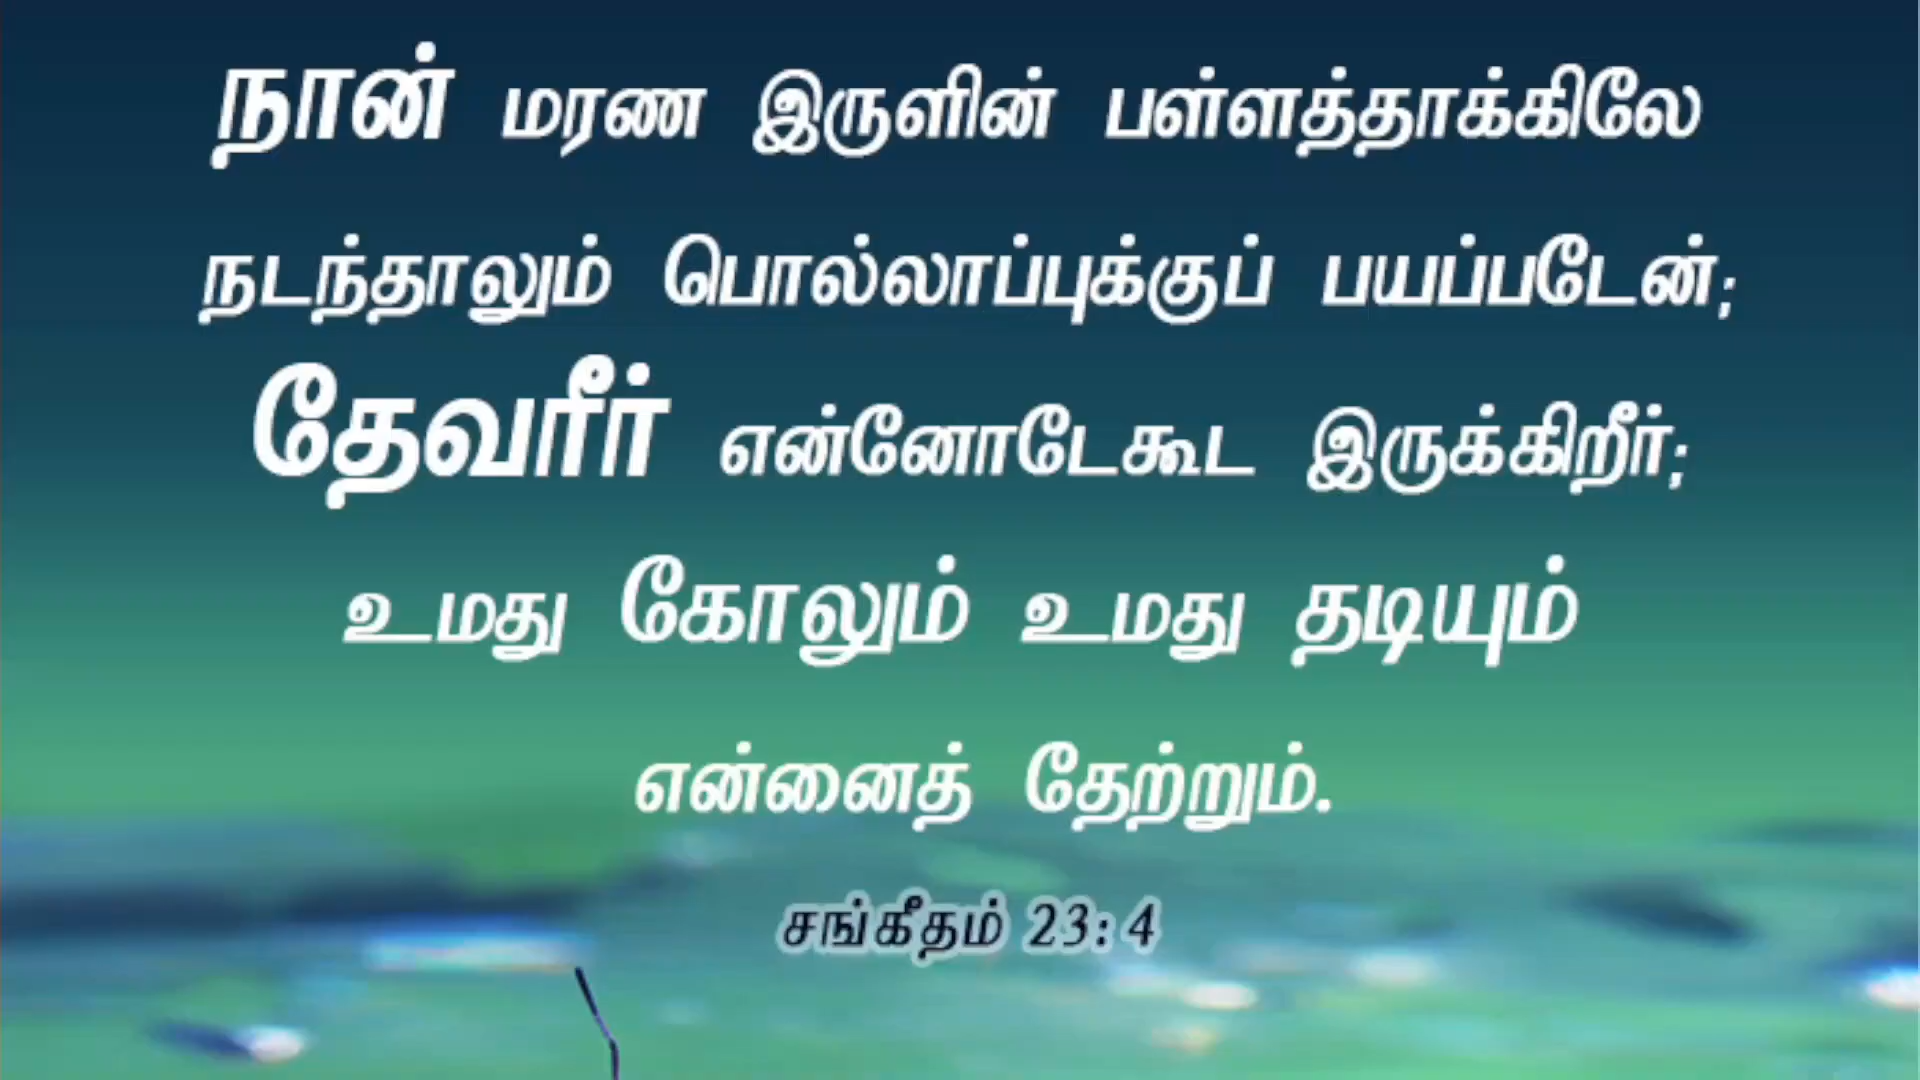 நான் மரண இருளின் பள்ளத்தாக்கிலே
நடந்தாலும் பொல்லாப்புக்குப் பயப்படேன்;
தேவரீர் என்னோடேகூட இருக்கிறீர்;
உமது கோலும் உமது தடியும்
என்னைத் தேற்றும்.
சங்கீதம் 23:4